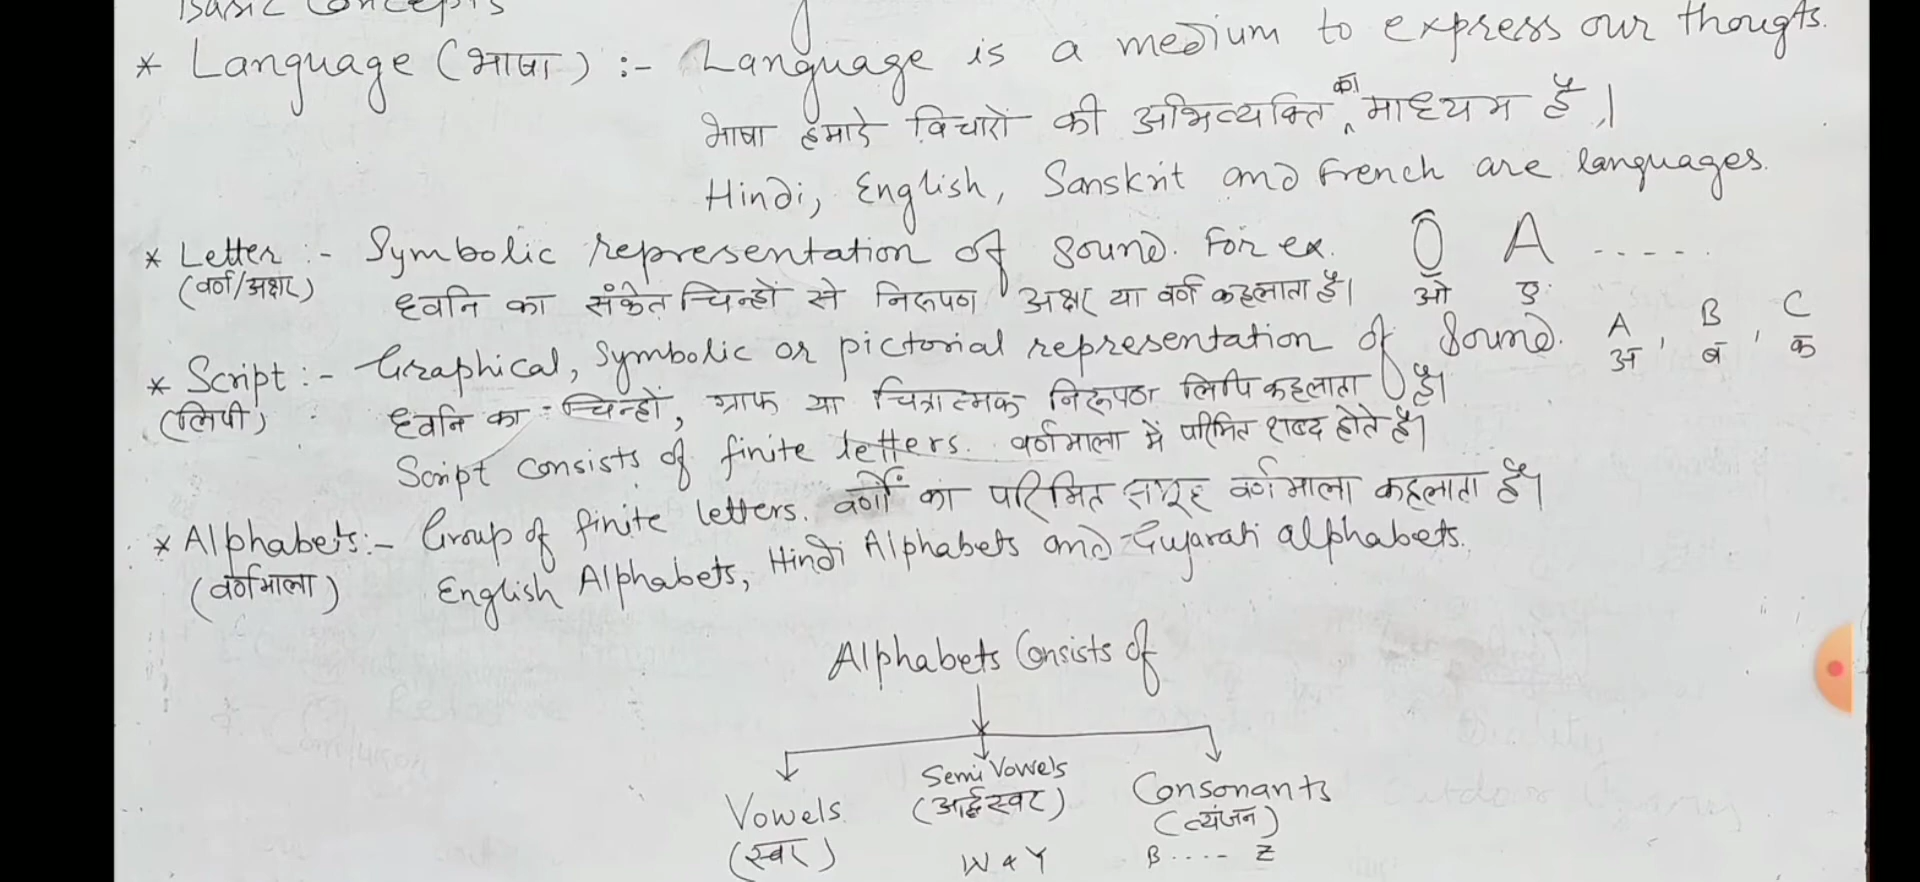 Basic Concepts
* Language (भाषा) :- Language is a medium to express our thougts.
भाषा हमारे विचारों की अभिव्यक्ति का माध्यम है।
Hindi, English, Sanskrit and French are languages.
* Letter :- Symbolic representation of sound. For ex. O A -----
(वर्ण/अक्षर) ध्वनि का संकेत चिन्हों से निरूपण अक्षर या वर्ण कहलाता है। ओ ए
* Script :- Graphical, Symbolic or pictorial representation of Sound. A, B, C
अ ब क
(लिपी) ध्वनि का चिन्हों, ग्राफ या चित्रात्मक निरूपण लिपि कहलाता है।
Script consists of finite letters. वर्णमाला में परिमित शब्द होते है।
* Alphabets :- Group of finite letters. वर्णों का परिमित समूह वर्णमाला कहलाता है।
(वर्णमाला) English Alphabets, Hindi Alphabets and Gujarati alphabets.
Alphabets Consists of
Vowels Semi Vowels Consonants
(स्वर) (अर्द्धस्वर) (व्यंजन)
W & Y B ---- Z